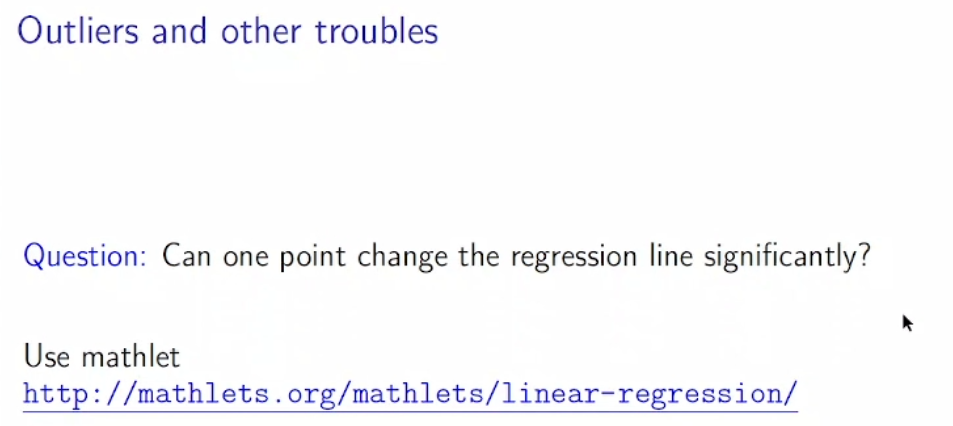 Outliers and other troubles
Question: Can one point change the regression line significantly?
Use mathlet
http://mathlets.org/mathlets/linear-regression/